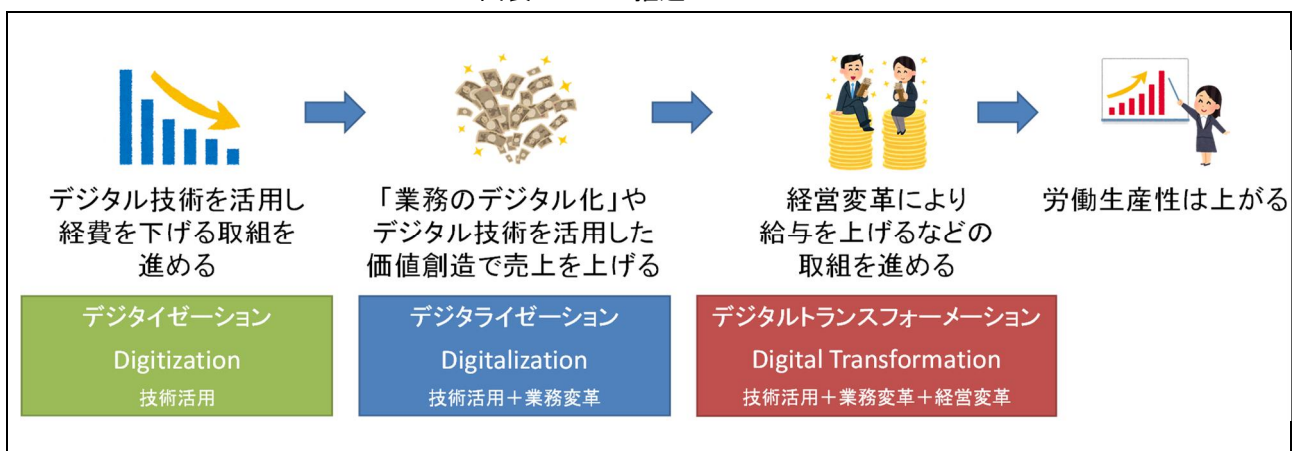 デジタル技術を活用し
経費を下げる取組を
進める
「業務のデジタル化」や
デジタル技術を活用した
価値創造で売上を上げる
経営変革により
給与を上げるなどの
取組を進める
労働生産性は上がる
デジタイゼーション
Digitization
技術活用
デジタライゼーション
Digitalization
技術活用＋業務変革
デジタルトランスフォーメーション
Digital Transformation
技術活用＋業務変革＋経営変革